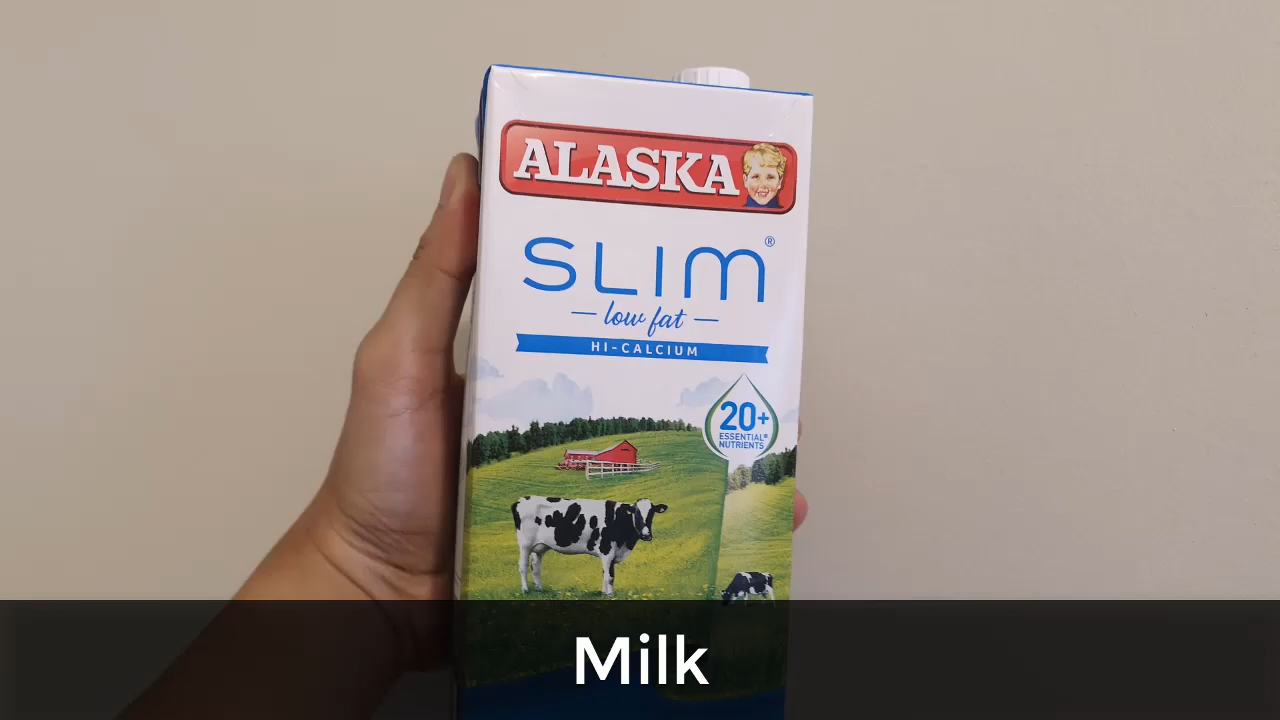 ALASKA
SLIM®
low fat
HI-CALCIUM
20+
ESSENTIAL®
NUTRIENTS
Milk